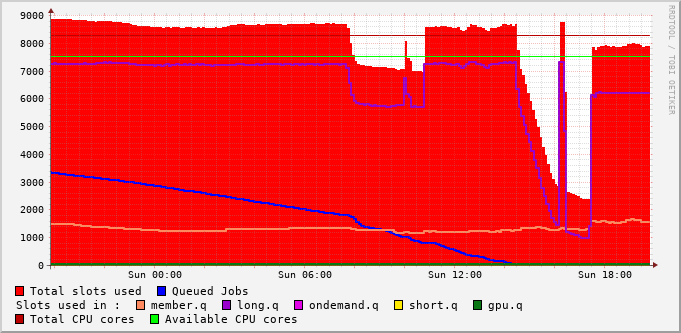 RRDTOOL / TOBI OETIKER
9000
8000
7000
6000
5000
4000
3000
2000
1000
0
Sun 00:00 Sun 06:00 Sun 12:00 Sun 18:00
Total slots used Queued Jobs
Slots used in : member.q long.q ondemand.q short.q gpu.q
Total CPU cores Available CPU cores